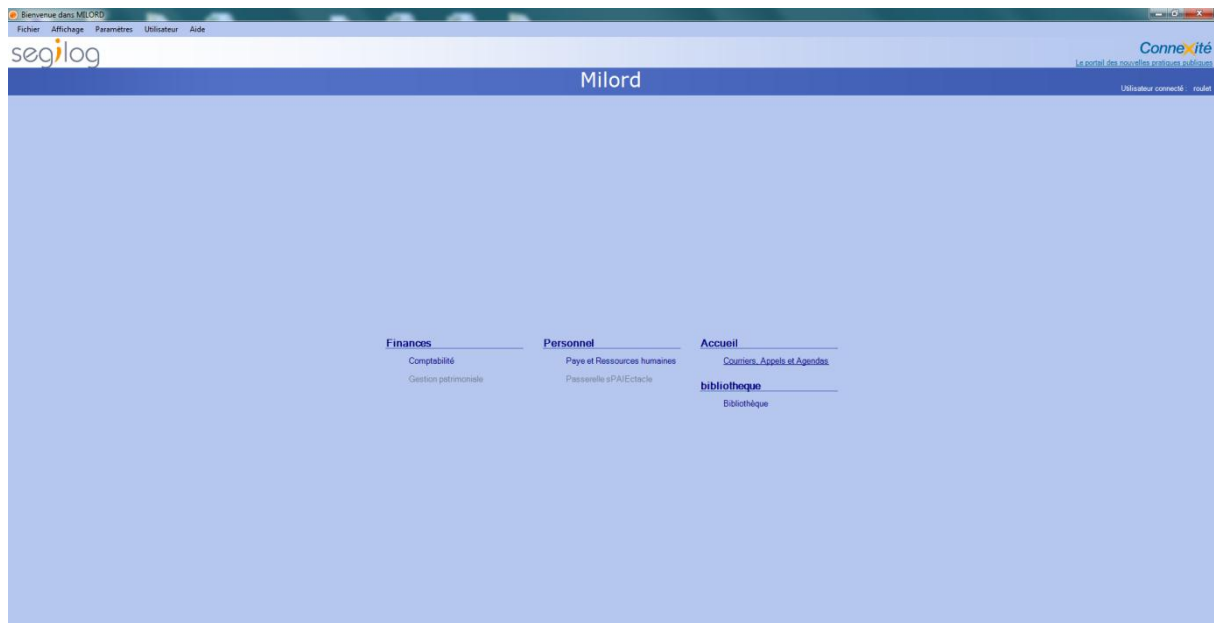 Bienvenue dans MILORD
Fichier Affichage Paramètres Utilisateur Aide
segilog
Connexité
Le portail des nouvelles pratiques publiques
Milord
Utilisateur connecté : roulet
Finances
Comptabilité
Gestion patrimoniale
Personnel
Paye et Ressources humaines
Passerelle sPAIEctacle
Accueil
Courriers, Appels et Agendas
bibliotheque
Bibliothèque